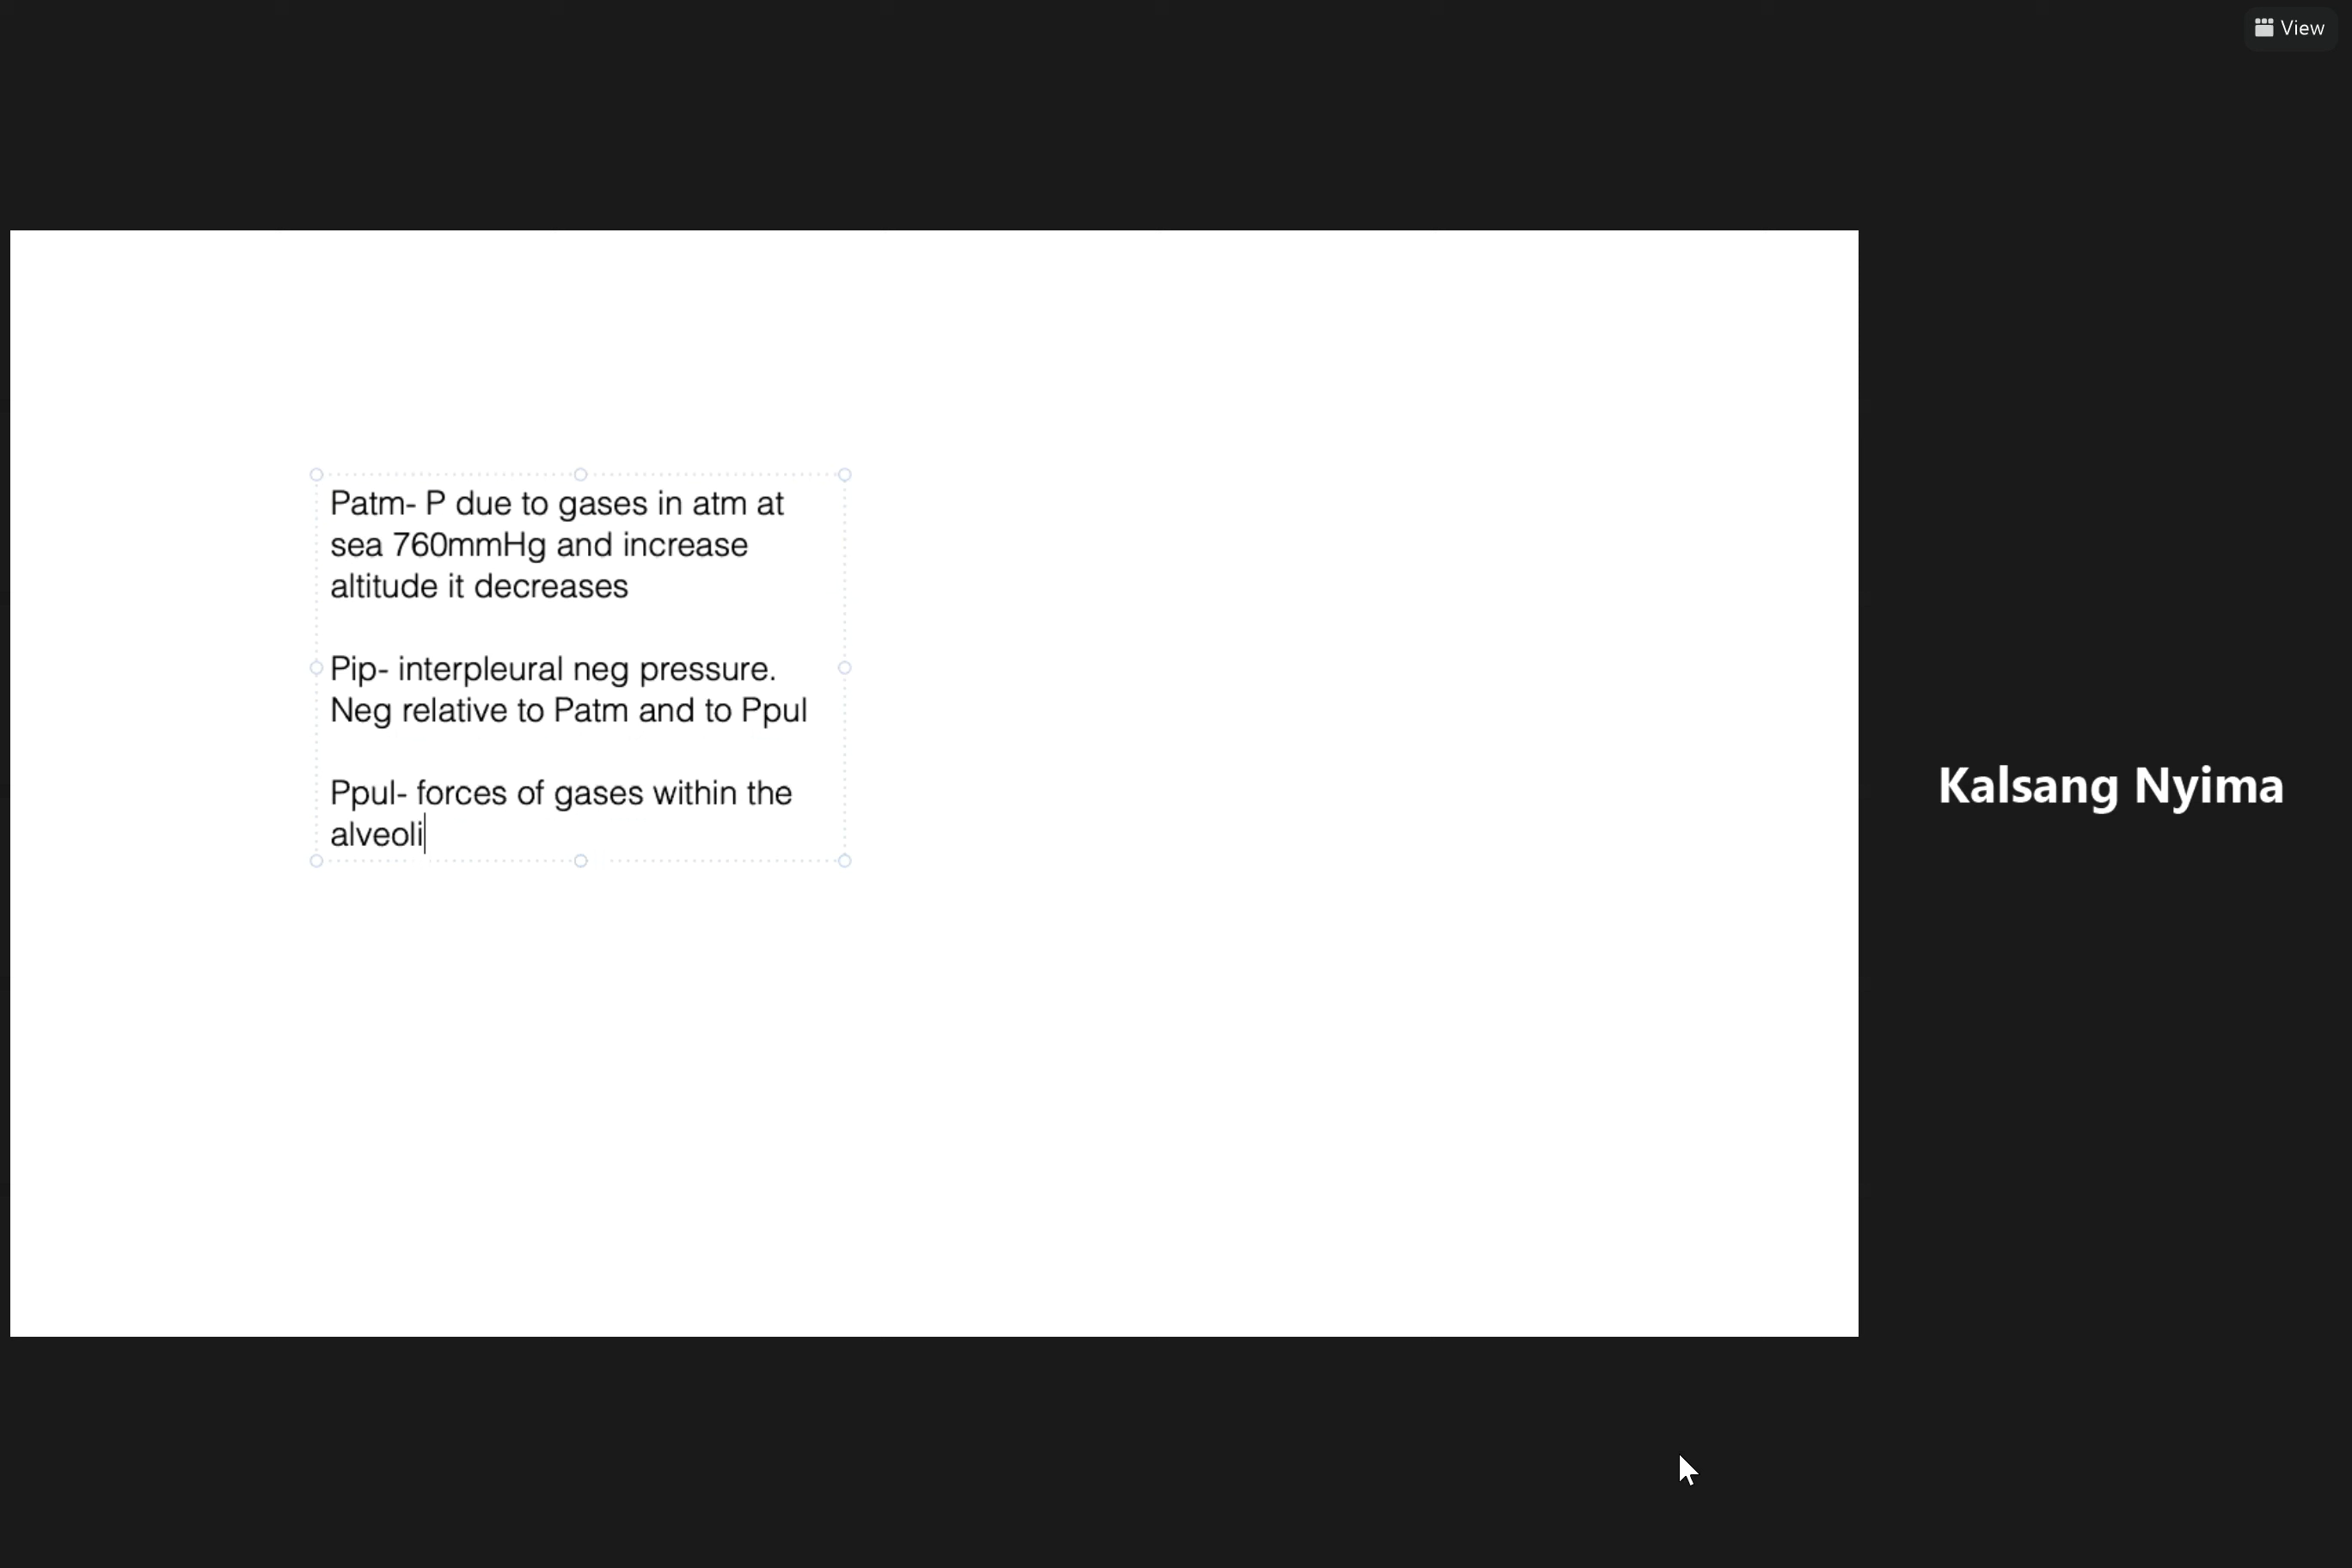 View
Patm- P due to gases in atm at
sea 760mmHg and increase
altitude it decreases
Pip- interpleural neg pressure.
Neg relative to Patm and to Ppul
Ppul- forces of gases within the
alveoli
Kalsang Nyima